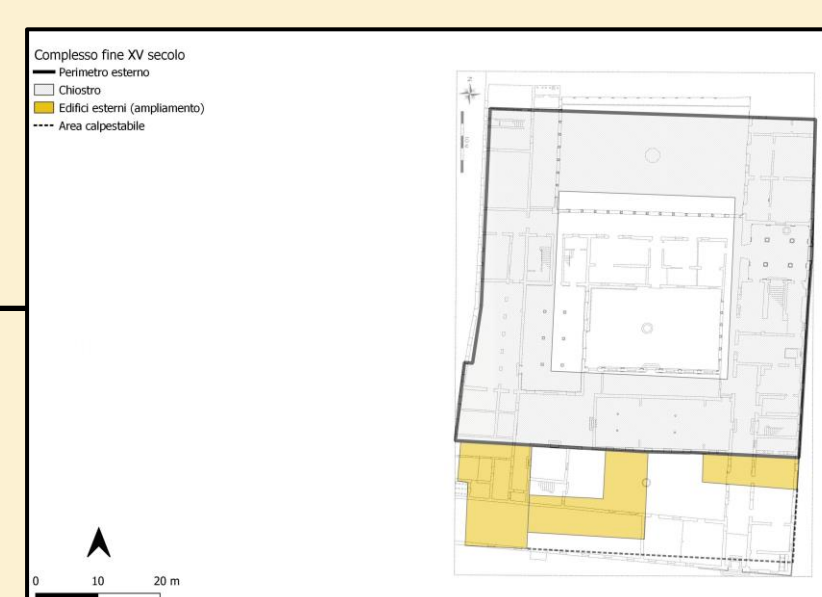 Complesso fine XV secolo
Perimetro esterno
Chiostro
Edifici esterni (ampliamento)
Area calpestabile
N
0 10 20 m